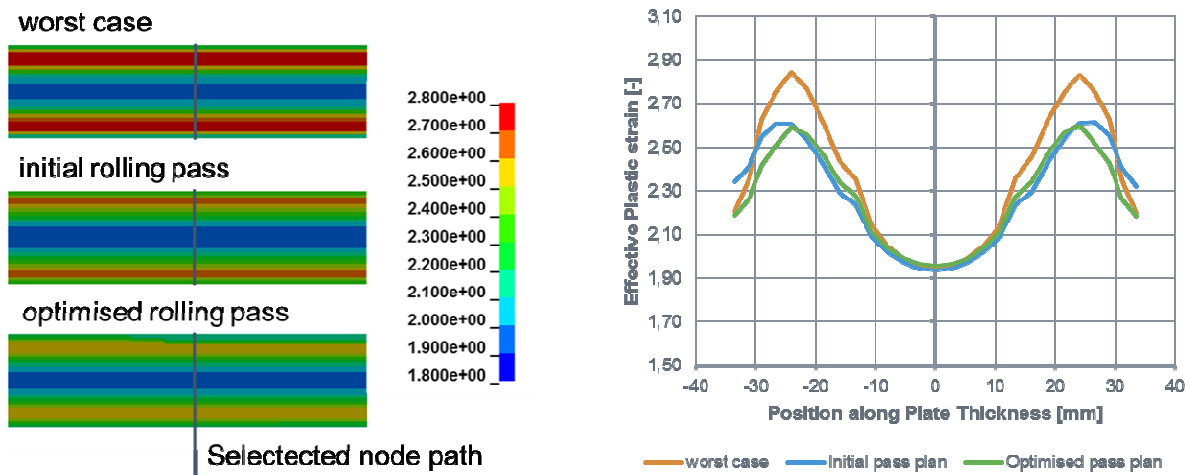 worst case
initial rolling pass
optimised rolling pass
Selectected node path
2.800e+00
2.700e+00
2.600e+00
2.500e+00
2.400e+00
2.300e+00
2.200e+00
2.100e+00
2.000e+00
1.900e+00
1.800e+00
Effective Plastic strain [-]
3,10
2,90
2,70
2,50
2,30
2,10
1,90
1,70
1,50
-40 -30 -20 -10 0 10 20 30 40
Position along Plate Thickness [mm]
worst case Initial pass plan Optimised pass plan